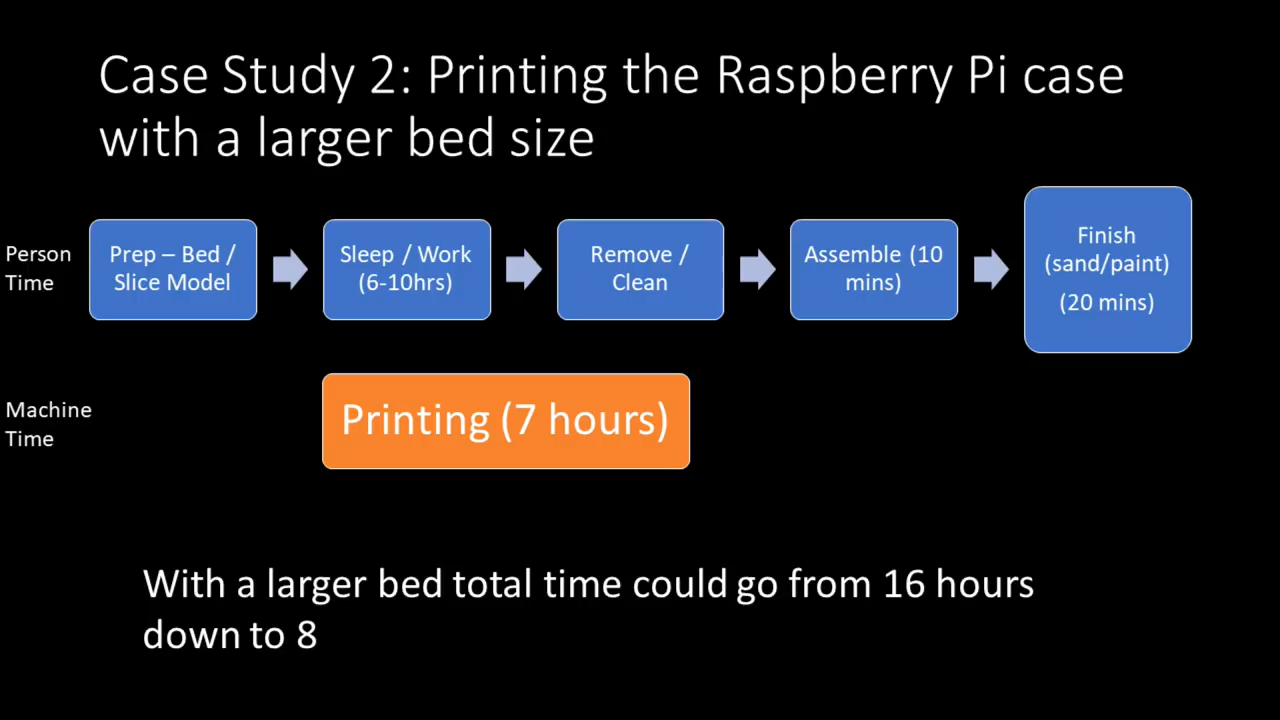 Case Study 2: Printing the Raspberry Pi case
with a larger bed size
Person
Time
Prep – Bed /
Slice Model
Sleep / Work
(6-10hrs)
Remove /
Clean
Assemble (10
mins)
Finish
(sand/paint)
(20 mins)
Machine
Time
Printing (7 hours)
With a larger bed total time could go from 16 hours
down to 8